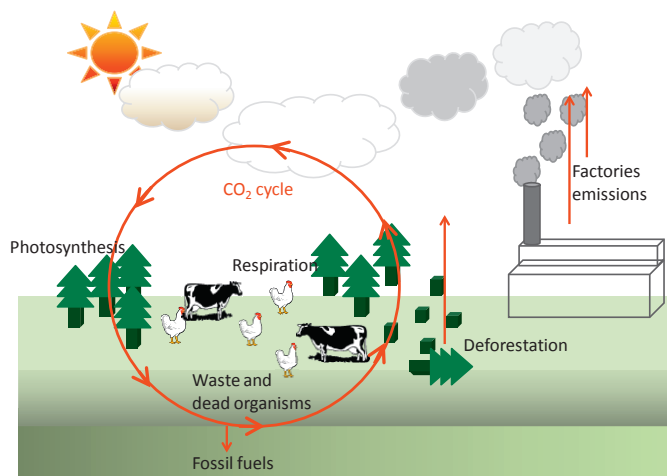 CO₂ cycle
Factories
emissions
Photosynthesis
Respiration
Deforestation
Waste and
dead organisms
Fossil fuels